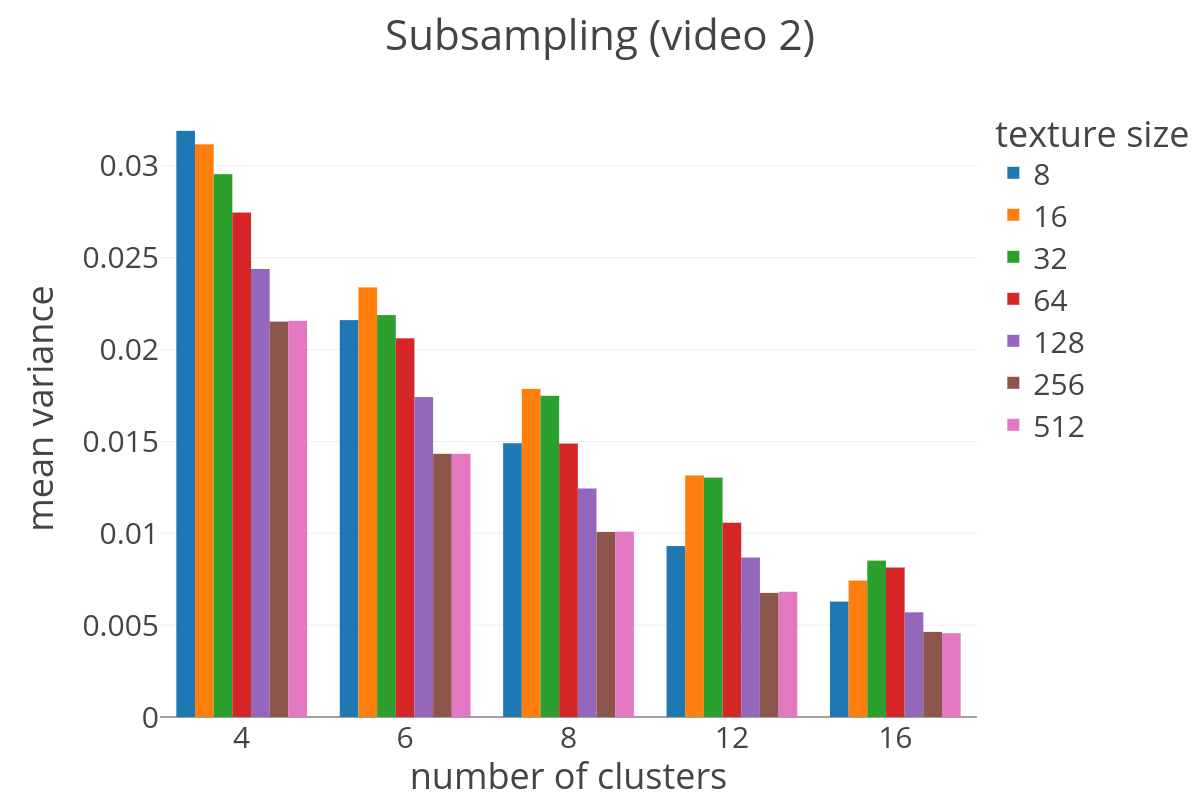 Subsampling (video 2)
texture size
8
16
32
64
128
256
512
mean variance
0.03
0.025
0.02
0.015
0.01
0.005
0
4 6 8 12 16
number of clusters